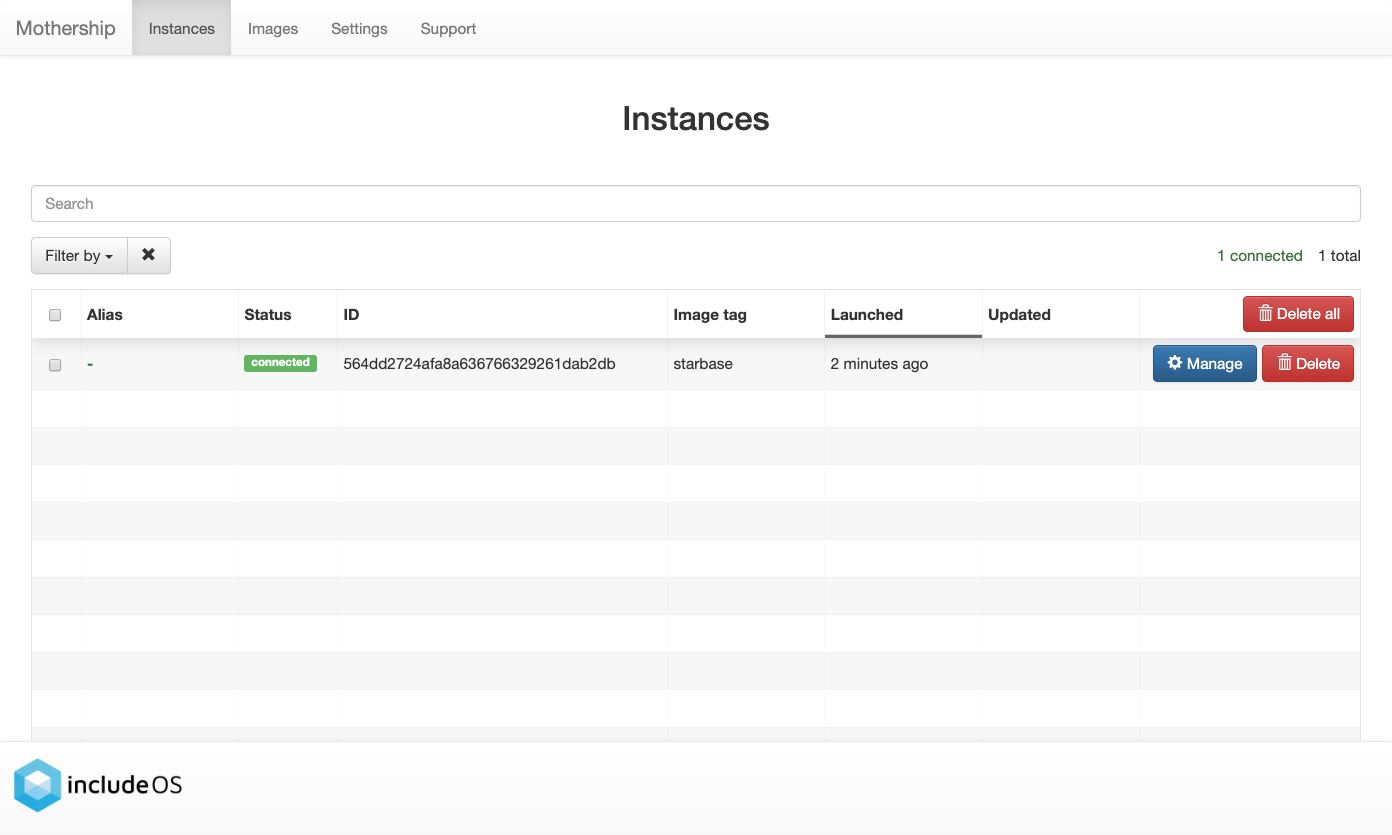 Mothership Instances Images Settings Support
Instances
Search
Filter by
1 connected 1 total
Alias Status ID Image tag Launched Updated Delete all
- connected 564dd2724afa8a636766329261dab2db starbase 2 minutes ago Manage Delete
includeOS